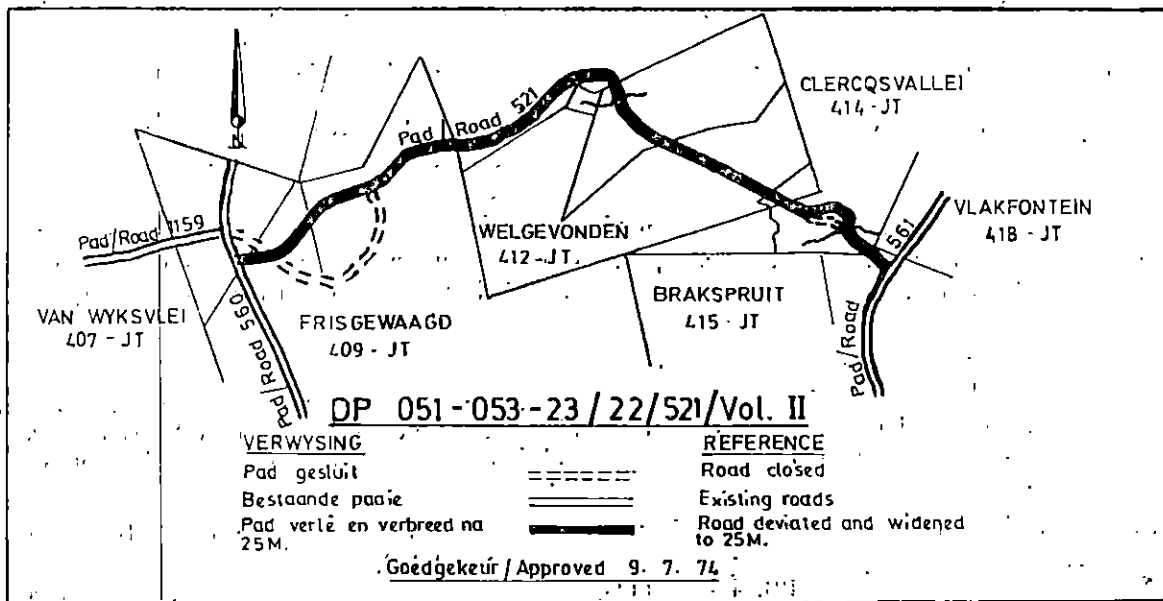 N
CLERCQSVALLEI
414-JT
Pad Road 521
VLAKFONTEIN
418-JT
Pad/Road 1159
WELGEVONDEN
412-JT.
561
VAN WYKSVLEI
407-JT
Pad/Road 560
FRISGEWAAGD
409-JT
BRAKSPRUIT
415-JT
Pad/Road
DP 051-053-23/22/521/Vol. II
VERWYSING
REFERENCE
Pad gesluit
Road closed
Bestaande paaie
Existing roads
Pad verlê en verbreed na
25M.
Road deviated and widened
to 25M.
Goedgekeur/Approved 9. 7. 74